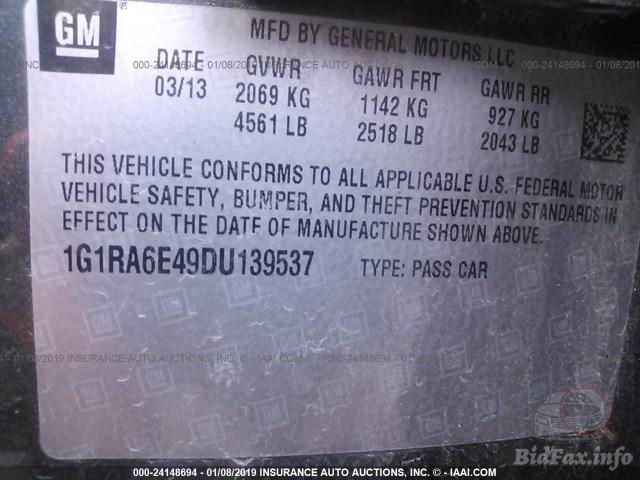 GM
MFD BY GENERAL MOTORS LLC
DATE GVWR GAWR FRT GAWR RR
03/13 2069 KG 1142 KG 927 KG
4561 LB 2518 LB 2043 LB
THIS VEHICLE CONFORMS TO ALL APPLICABLE U.S. FEDERAL MOTOR
VEHICLE SAFETY, BUMPER, AND THEFT PREVENTION STANDARDS IN
EFFECT ON THE DATE OF MANUFACTURE SHOWN ABOVE.
1G1RA6E49DU139537 TYPE: PASS CAR
000-24148694 - 01/08/2019 INSURANCE AUTO AUCTIONS, INC. © - IAAI.COM
BidFax.info